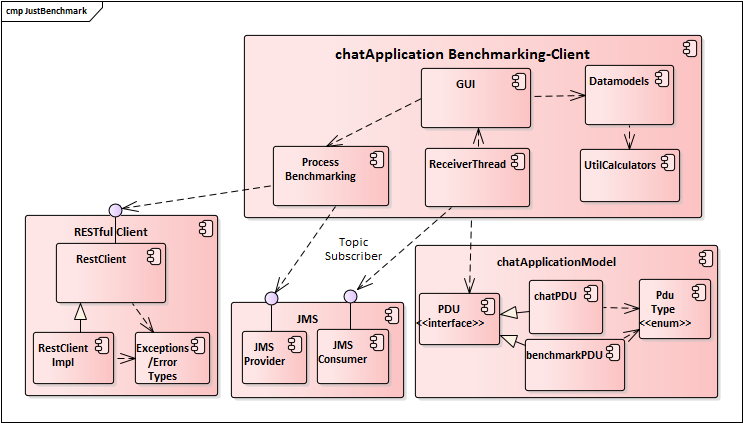 cmp JustBenchmark
chatApplication Benchmarking-Client
GUI
Datamodels
Process
Benchmarking
ReceiverThread
UtilCalculators
RESTful Client
RestClient
RestClient
Impl
Exceptions
/Error
Types
Topic
Subscriber
JMS
JMS
Provider
JMS
Consumer
chatApplicationModel
PDU
<<interface>>
chatPDU
benchmarkPDU
Pdu
Type
<<enum>>